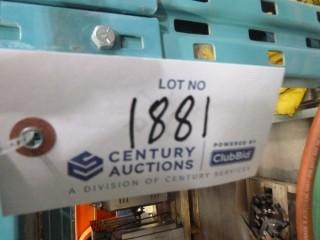 LOT NO
1881
CENTURY AUCTIONS
POWERED BY
ClubBid
A DIVISION OF CENTURY SERVICES